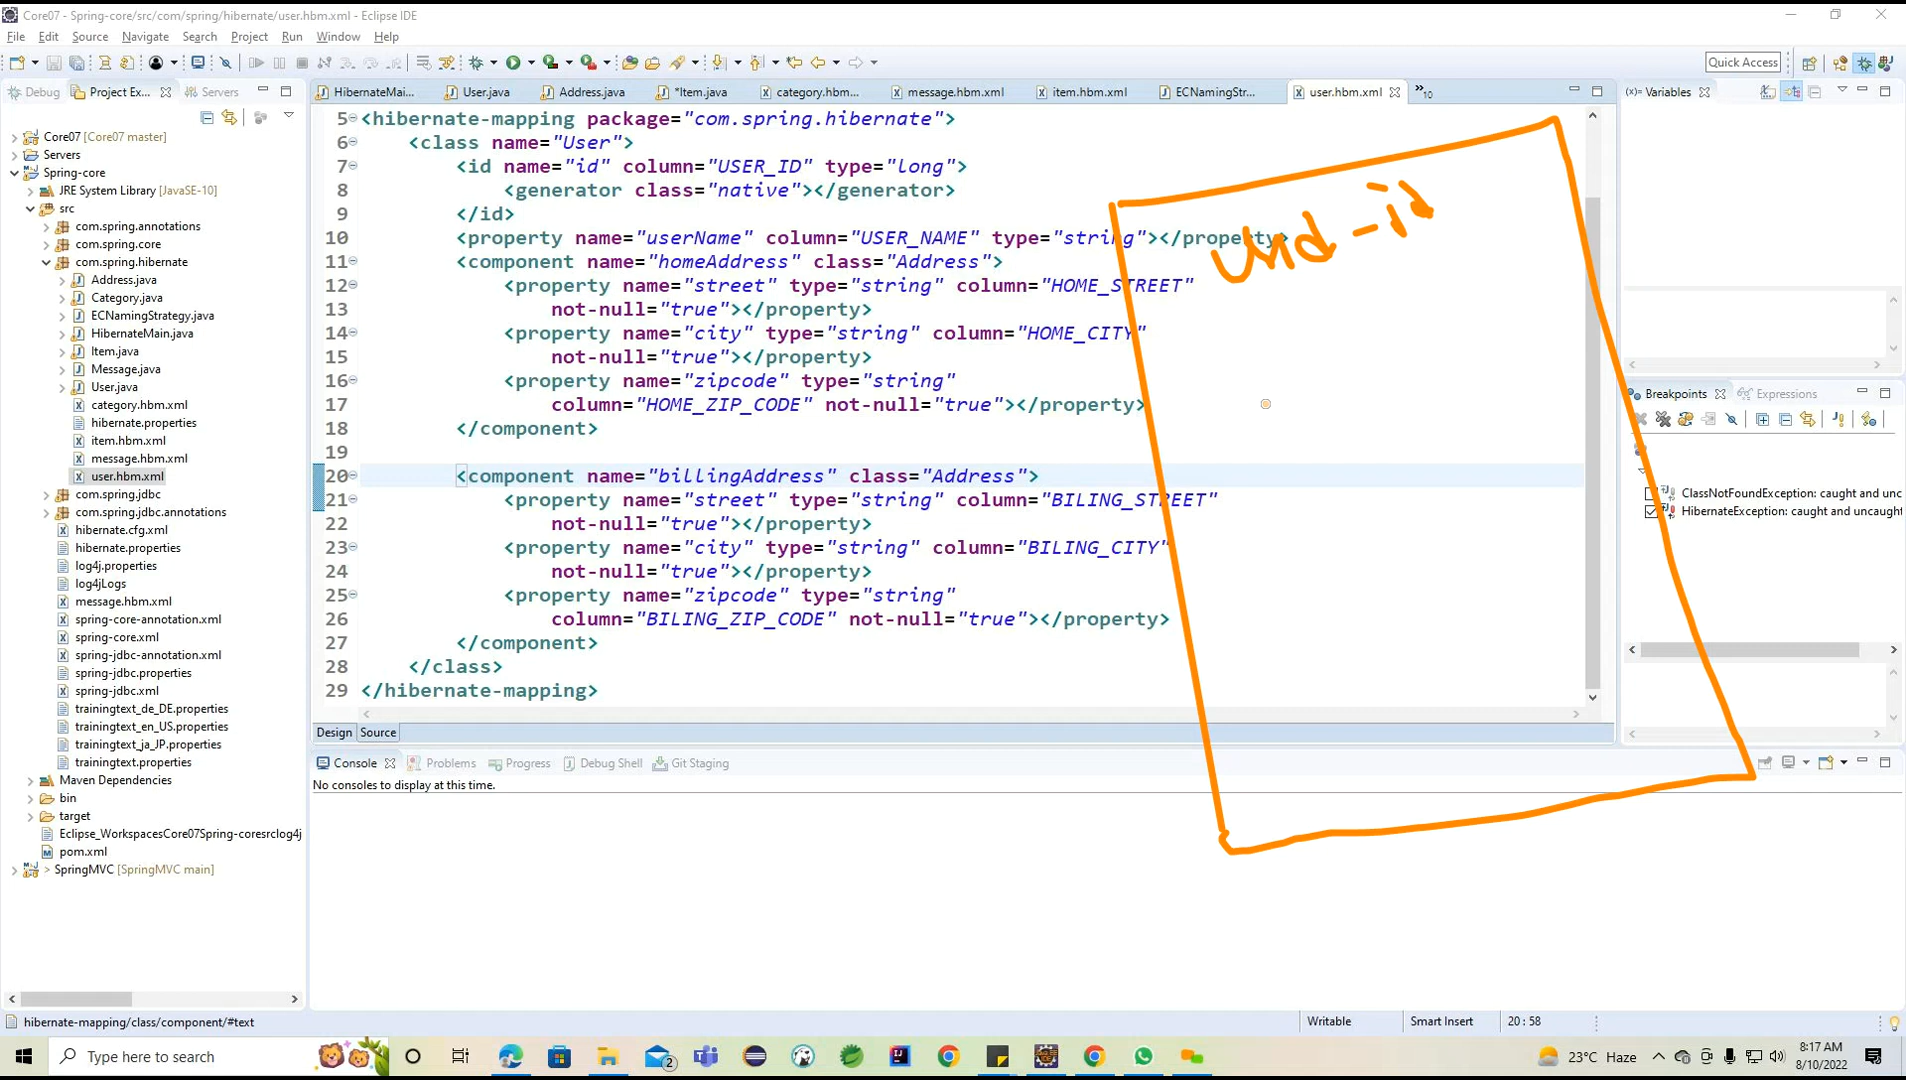 Core07 - Spring-core/src/com/spring/hibernate/user.hbm.xml - Eclipse IDE
File Edit Source Navigate Search Project Run Window Help
Quick Access
Debug Project Ex... Servers
HibernateMai... User.java Address.java *Item.java category.hbm... message.hbm.xml item.hbm.xml ECNamingStr... user.hbm.xml »10
(x)= Variables
Core07 [Core07 master]
Servers
Spring-core
JRE System Library [JavaSE-10]
src
com.spring.annotations
com.spring.core
com.spring.hibernate
Address.java
Category.java
ECNamingStrategy.java
HibernateMain.java
Item.java
Message.java
User.java
category.hbm.xml
hibernate.properties
item.hbm.xml
message.hbm.xml
user.hbm.xml
com.spring.jdbc
com.spring.jdbc.annotations
hibernate.cfg.xml
hibernate.properties
log4j.properties
log4jLogs
message.hbm.xml
spring-core-annotation.xml
spring-core.xml
spring-jdbc-annotation.xml
spring-jdbc.properties
spring-jdbc.xml
trainingtext_de_DE.properties
trainingtext_en_US.properties
trainingtext_ja_JP.properties
trainingtext.properties
Maven Dependencies
bin
target
Eclipse_WorkspacesCore07Spring-coresrclog4j
pom.xml
> SpringMVC [SpringMVC main]
5 <hibernate-mapping package="com.spring.hibernate">
6 <class name="User">
7 <id name="id" column="USER_ID" type="long">
8 <generator class="native"></generator>
9 </id>
10 <property name="userName" column="USER_NAME" type="string"></property>
11 <component name="homeAddress" class="Address">
12 <property name="street" type="string" column="HOME_STREET"
13 not-null="true"></property>
14 <property name="city" type="string" column="HOME_CITY"
15 not-null="true"></property>
16 <property name="zipcode" type="string"
17 column="HOME_ZIP_CODE" not-null="true"></property>
18 </component>
19
20 <component name="billingAddress" class="Address">
21 <property name="street" type="string" column="BILING_STREET"
22 not-null="true"></property>
23 <property name="city" type="string" column="BILING_CITY"
24 not-null="true"></property>
25 <property name="zipcode" type="string"
26 column="BILING_ZIP_CODE" not-null="true"></property>
27 </component>
28 </class>
29 </hibernate-mapping>
Design Source
Breakpoints Expressions
ClassNotFoundException: caught and unc
HibernateException: caught and uncaught
Console Problems Progress Debug Shell Git Staging
No consoles to display at this time.
hibernate-mapping/class/component/#text
Writable Smart Insert 20 : 58
Type here to search
2
23°C Haze
8:17 AM
8/10/2022